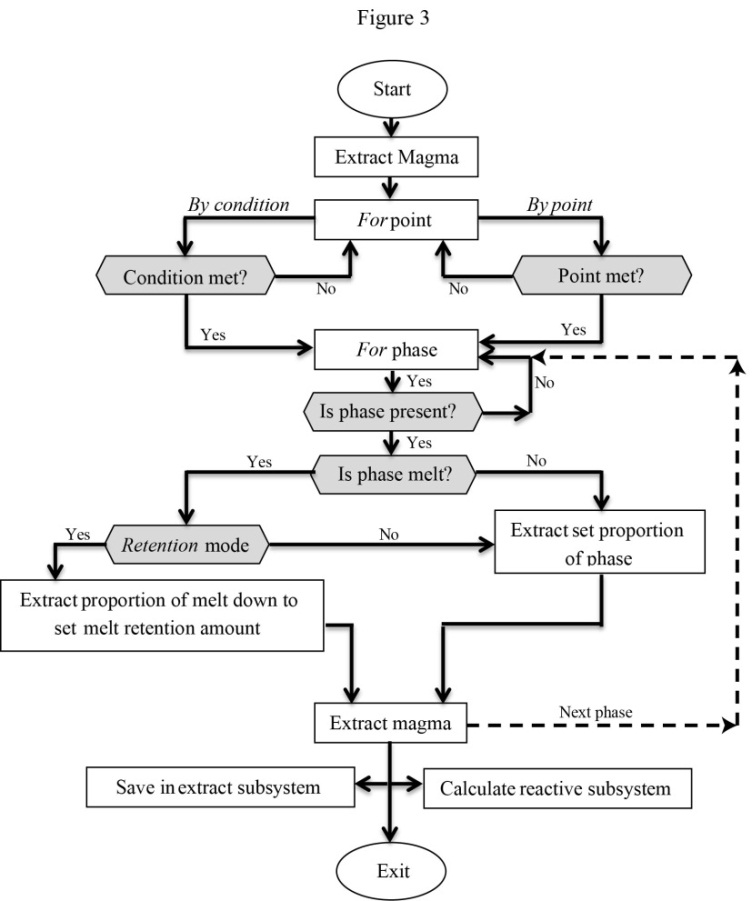 Figure 3
Start
Extract Magma
By condition
For point
By point
Condition met?
No
No
Point met?
Yes
For phase
Yes
Yes
No
Is phase present?
Yes
Yes
Is phase melt?
No
Yes
Retention mode
No
Extract set proportion
of phase
Extract proportion of melt down to
set melt retention amount
Extract magma
Next phase
Save in extract subsystem
Calculate reactive subsystem
Exit